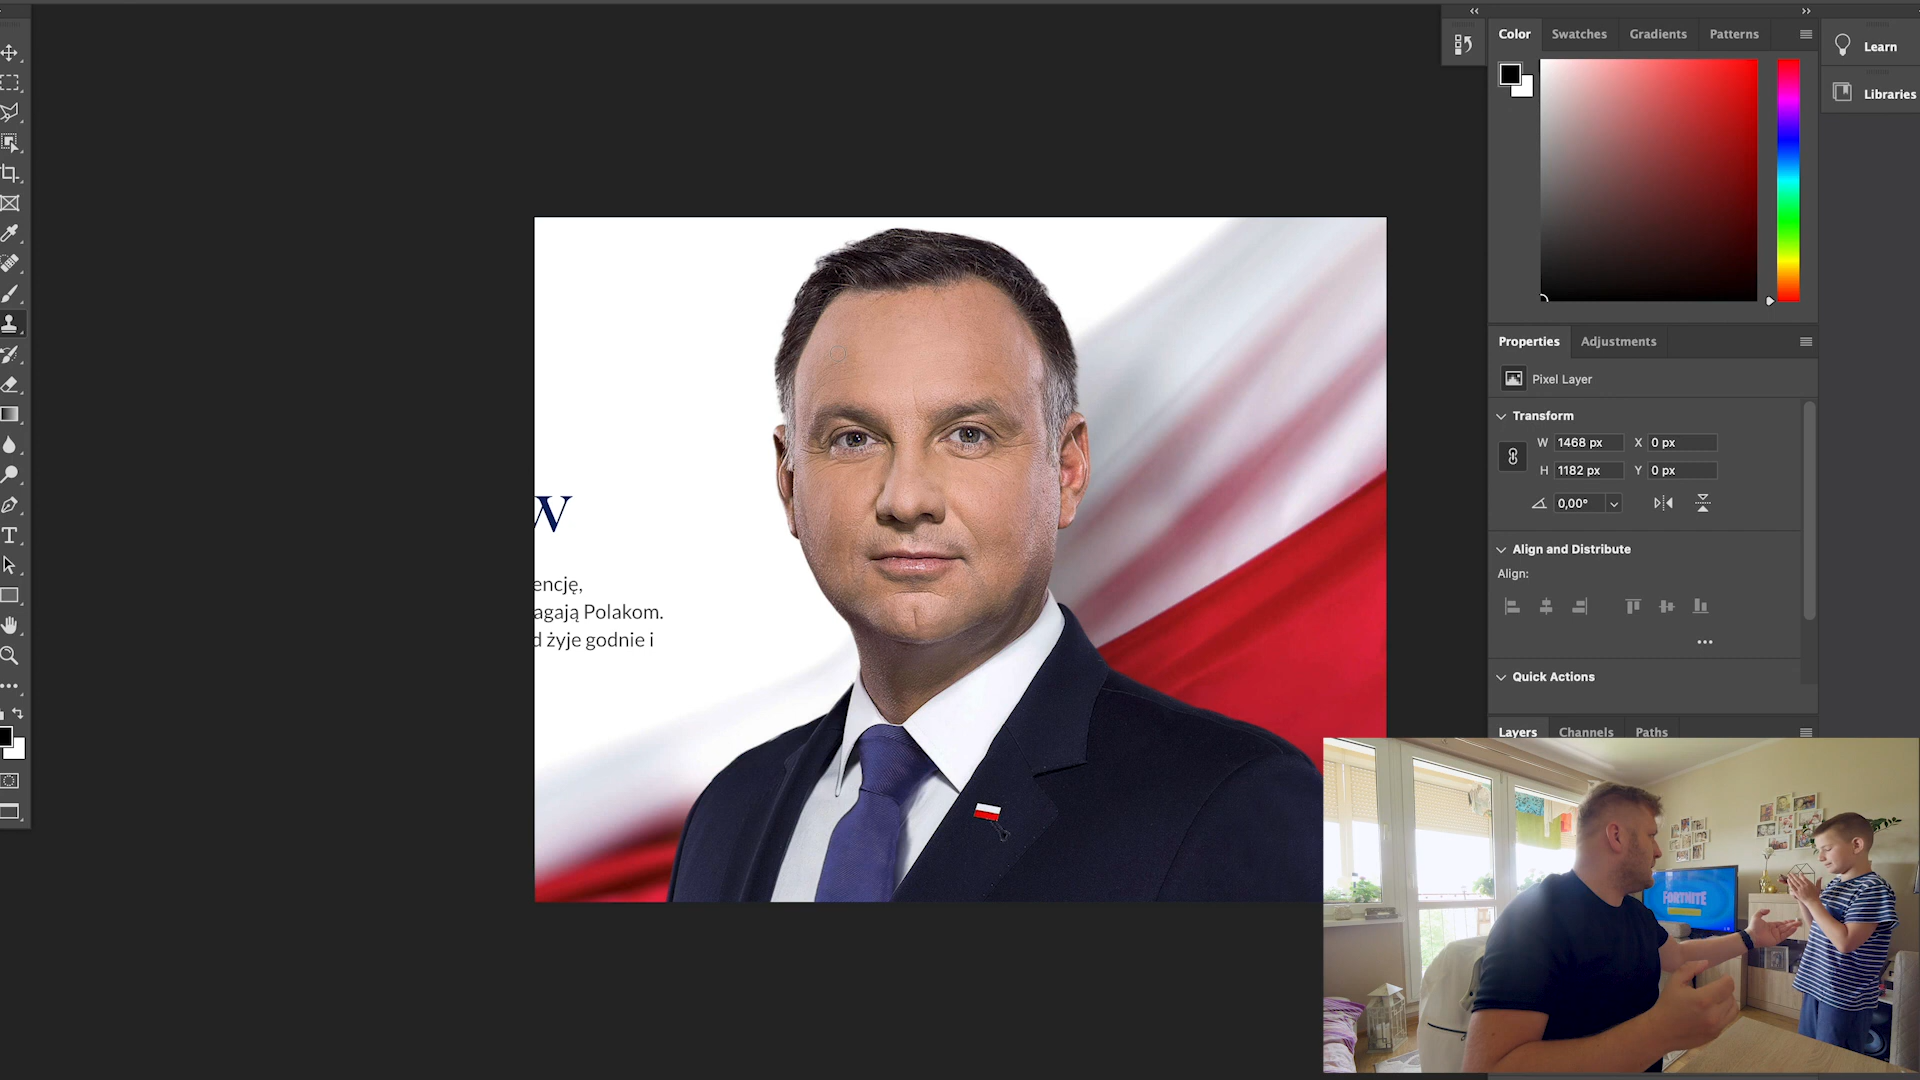 Color Swatches Gradients Patterns
Learn
Libraries
Properties Adjustments
Pixel Layer
Transform
W 1468 px X 0 px
H 1182 px Y 0 px
0,00°
Align and Distribute
Align:
Quick Actions
Layers Channels Paths
w
encję,
agają Polakom.
d żyje godnie i
FORTNITE